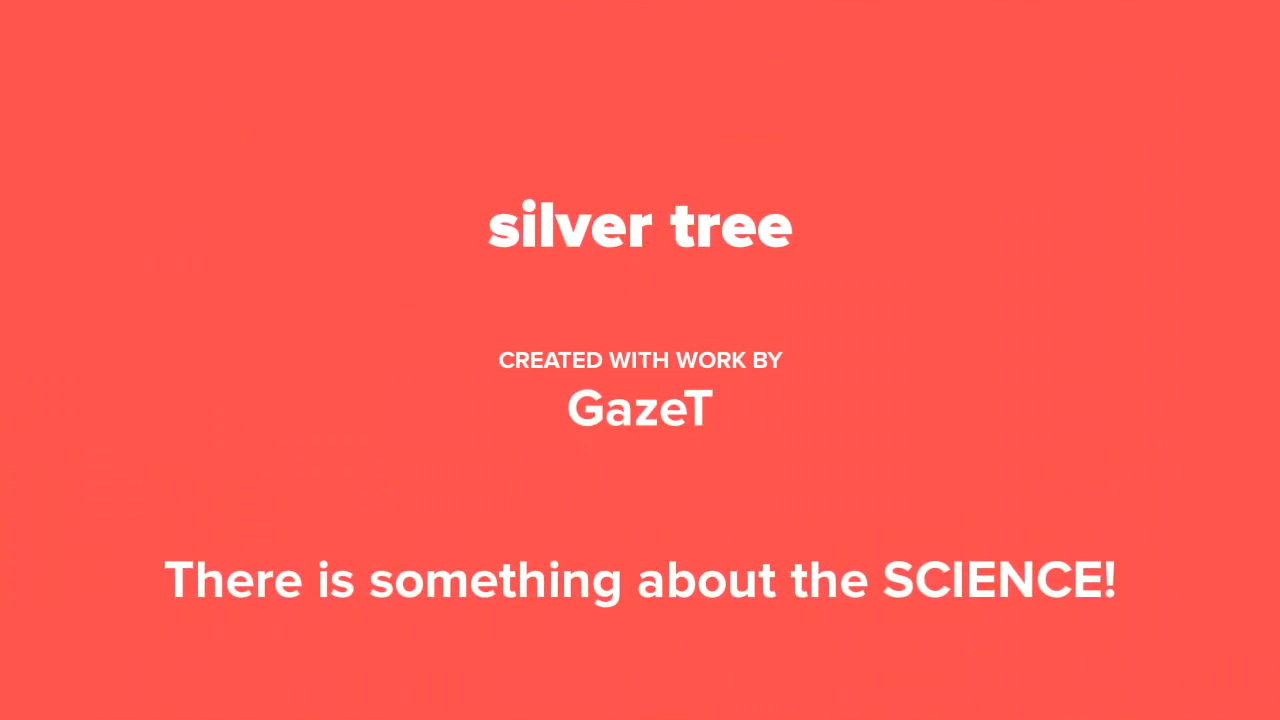 silver tree
CREATED WITH WORK BY
GazeT
There is something about the SCIENCE!